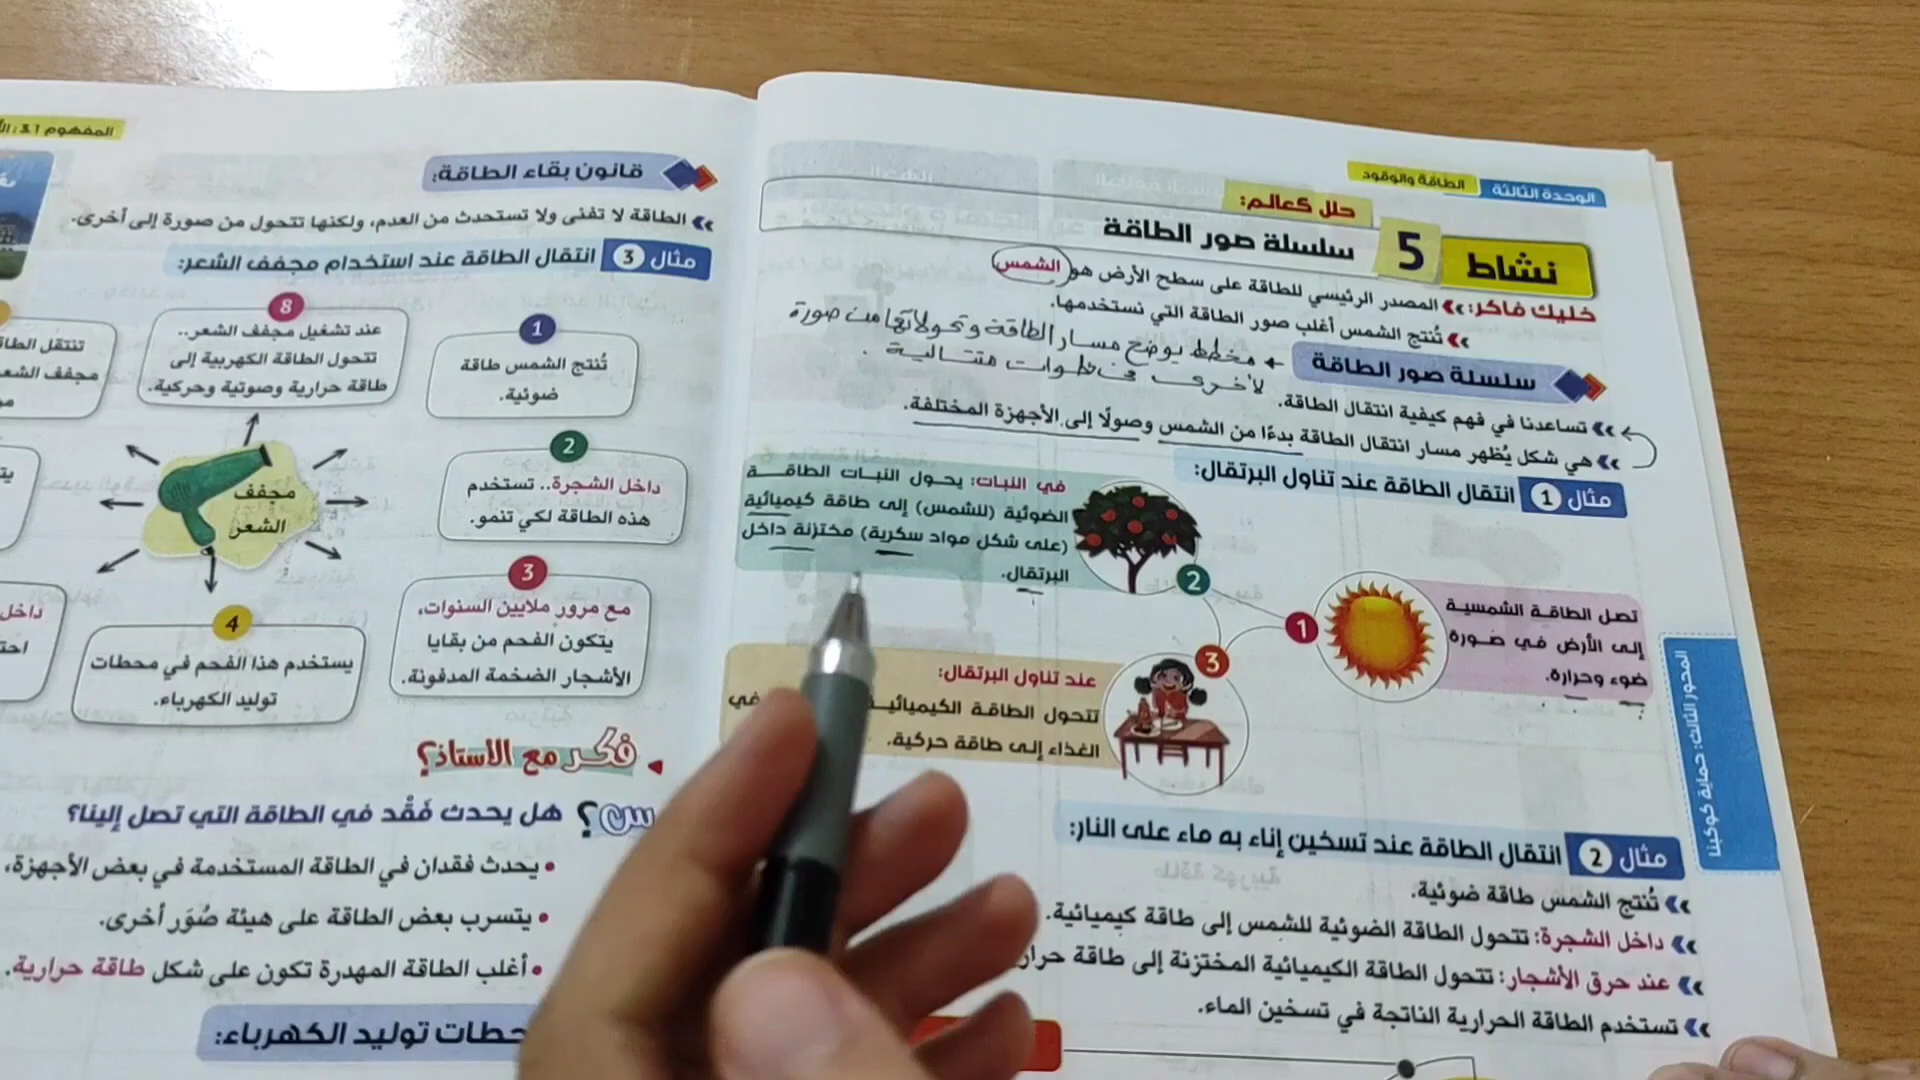 الوحدة الثالثة
الطاقة والوقود
حلل كعالم:
نشاط 5 سلسلة صور الطاقة
خليك فاكر: المصدر الرئيسي للطاقة على سطح الأرض هو الشمس
تُنتج الشمس أغلب صور الطاقة التي نستخدمها.
سلسلة صور الطاقة
مخطط يوضح مسار الطاقة وتحولاتها من صورة
لأخرى في خطوات متتالية.
تساعدنا في فهم كيفية انتقال الطاقة.
هي شكل يُظهر مسار انتقال الطاقة بدءًا من الشمس وصولًا إلى الأجهزة المختلفة.
مثال 1 انتقال الطاقة عند تناول البرتقال:
1
تصل الطاقة الشمسية
إلى الأرض في صورة
ضوء وحرارة.
2
في النبات: يحول النبات الطاقة
الضوئية (للشمس) إلى طاقة كيميائية
(على شكل مواد سكرية) مختزنة داخل
البرتقال.
3
عند تناول البرتقال:
تتحول الطاقة في
الغذاء إلى طاقة حركية.
مثال 2 انتقال الطاقة عند تسخين إناء به ماء على النار:
تُنتج الشمس طاقة ضوئية.
داخل الشجرة: تتحول الطاقة الضوئية للشمس إلى طاقة كيميائية.
عند حرق الأشجار: تتحول الطاقة الكيميائية المختزنة إلى طاقة
تستخدم الطاقة الحرارية الناتجة في تسخين الماء.
المحور الثالث: حماية كوكبنا
المفهوم 3.1
قانون بقاء الطاقة:
الطاقة لا تفنى ولا تستحدث من العدم، ولكنها تتحول من صورة إلى أخرى.
مثال 3 انتقال الطاقة عند استخدام مجفف الشعر:
1
تُنتج الشمس طاقة
ضوئية.
2
داخل الشجرة.. تستخدم
هذه الطاقة لكي تنمو.
3
مع مرور ملايين السنوات،
يتكون الفحم من بقايا
الأشجار الضخمة المدفونة.
4
يستخدم هذا الفحم في محطات
توليد الكهرباء.
8
عند تشغيل مجفف الشعر..
تتحول الطاقة الكهربية إلى
طاقة حرارية وصوتية وحركية.
مجفف
الشعر
تنتقل
مجفف
داخل
فكر مع الأستاذ؟
س؟ هل يحدث فَقْد في الطاقة التي تصل إلينا؟
يحدث فقدان في الطاقة المستخدمة في بعض الأجهزة،
يتسرب بعض الطاقة على هيئة صُوَر أخرى.
أغلب الطاقة المهدرة تكون على شكل طاقة حرارية.
توليد الكهرباء: